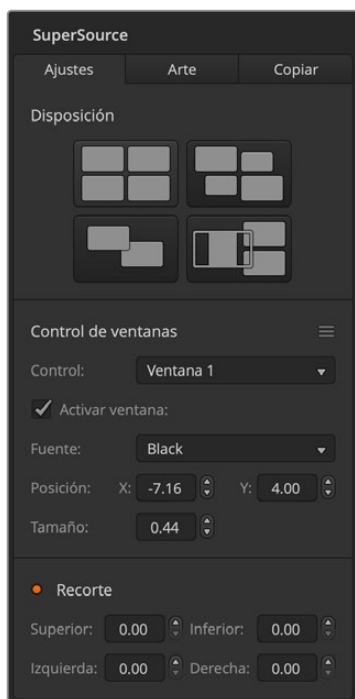 SuperSource
Ajustes Arte Copiar
Disposición
Control de ventanas
Control: Ventana 1
Activar ventana:
Fuente: Black
Posición: X: -7.16 Y: 4.00
Tamaño: 0,44
Recorte
Superior: 0.00 Inferior: 0.00
Izquierda: 0.00 Derecha: 0.00